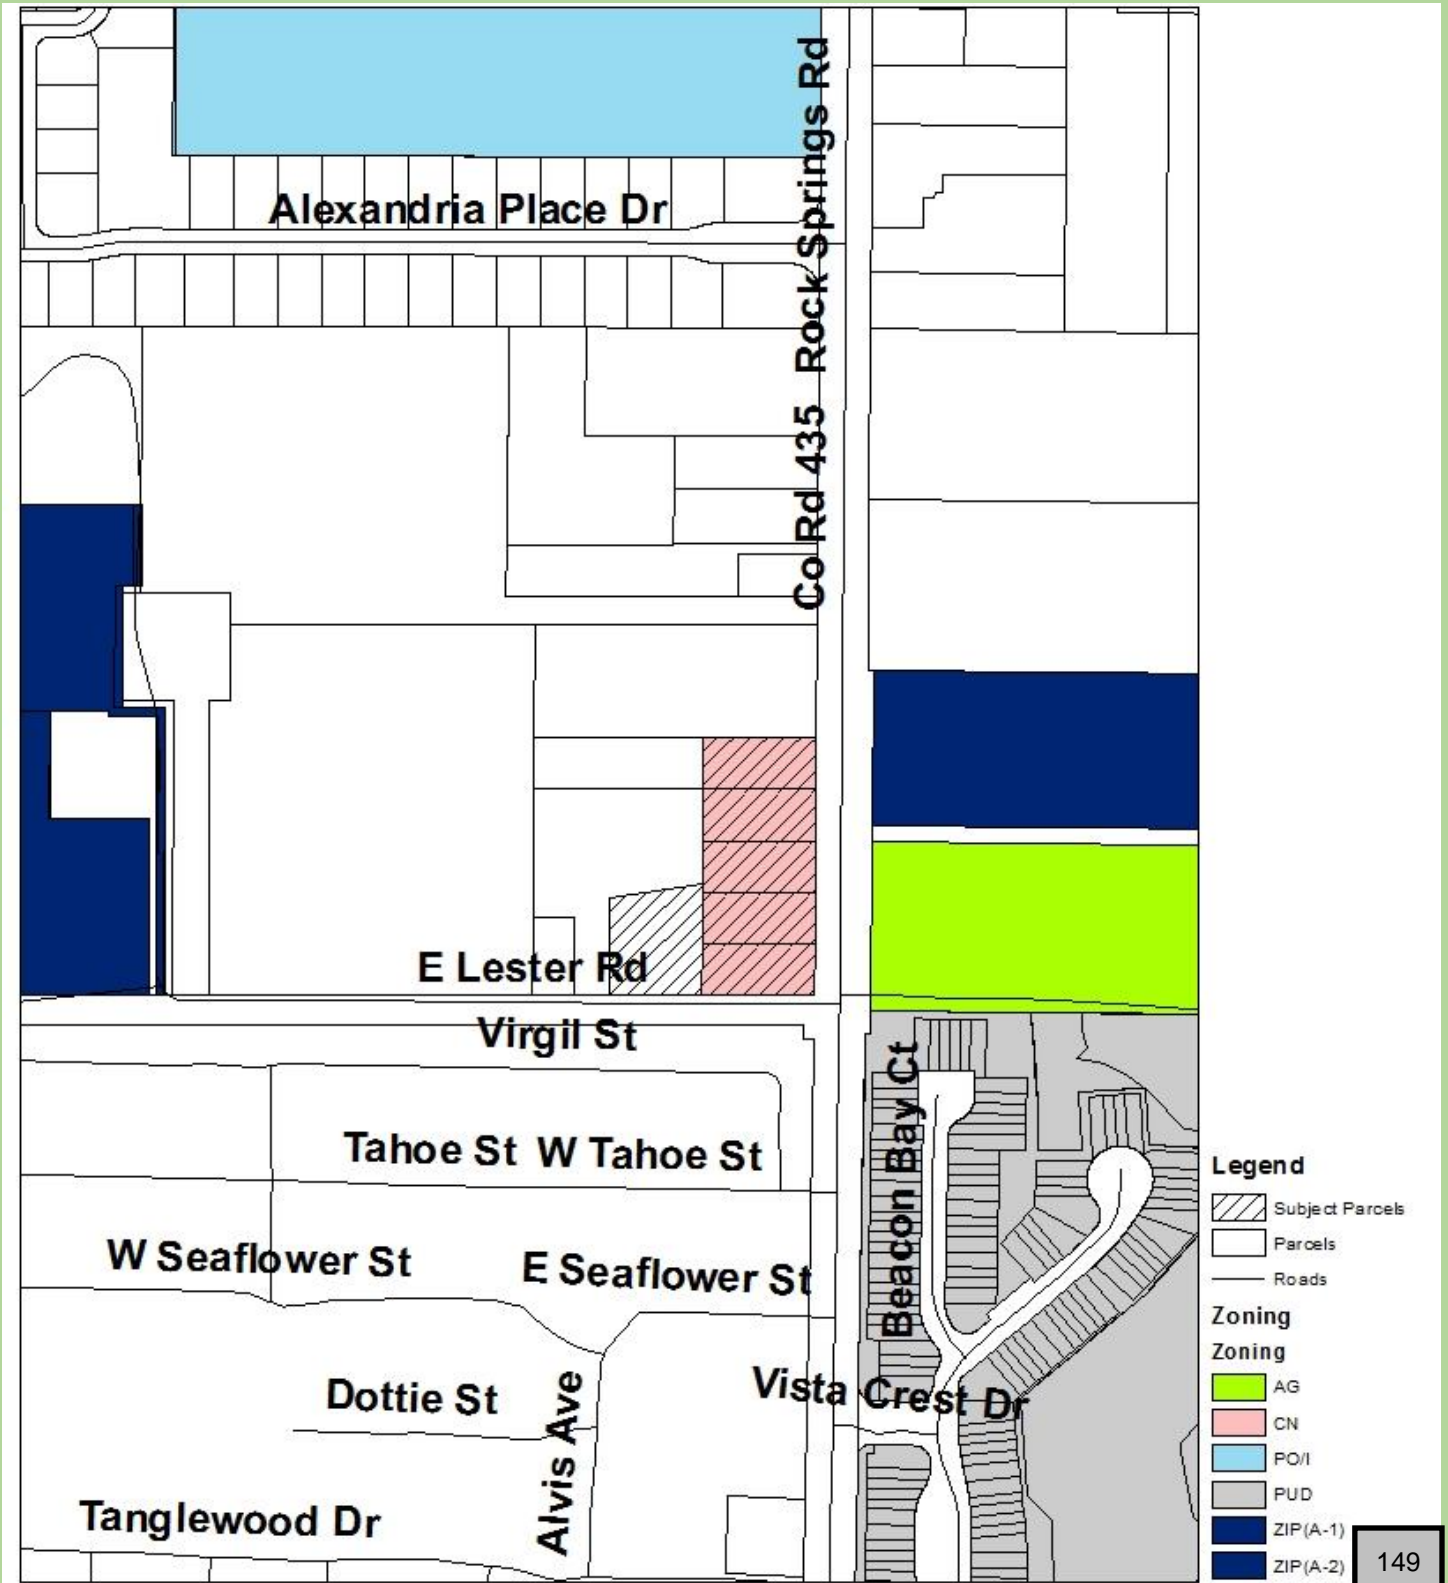 Co Rd 435 Rock Springs Rd
Alexandria Place Dr
E Lester Rd
Virgil St
Beacon Bay Ct
Tahoe St W Tahoe St
W Seaflower St
E Seaflower St
Vista Crest Dr
Dottie St
Alvis Ave
Tanglewood Dr
Legend
Subject Parcels
Parcels
Roads
Zoning
Zoning
AG
CN
PO/I
PUD
ZIP(A-1)
ZIP(A-2)
149